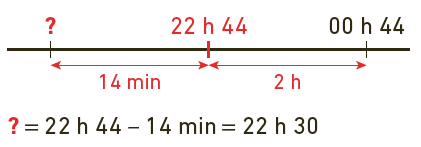 ? 22 h 44 00 h 44
14 min 2 h
? = 22 h 44 – 14 min = 22 h 30